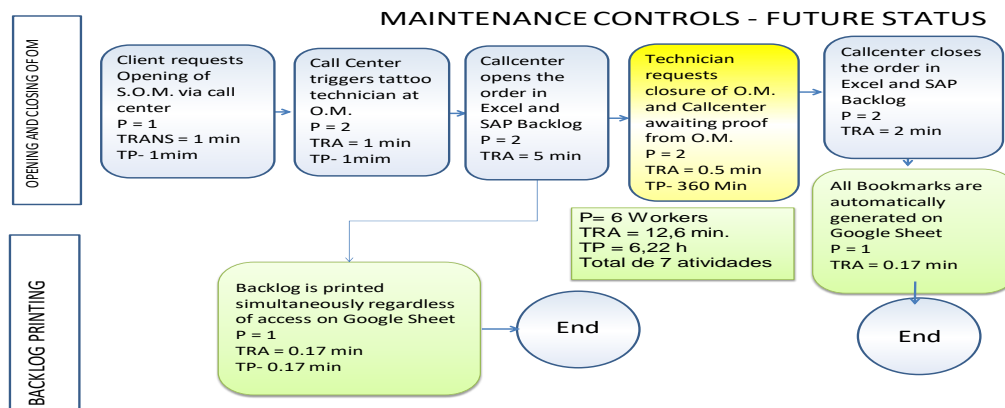 MAINTENANCE CONTROLS - FUTURE STATUS
OPENING AND CLOSING OF OM
Client requests
Opening of
S.O.M. via call
center
P = 1
TRANS = 1 min
TP- 1mim
Call Center
triggers tattoo
technician at
O.M.
P = 2
TRA = 1 min
TP- 1mim
Callcenter
opens the
order in
Excel and
SAP Backlog
P = 2
TRA = 5 min
Technician
requests
closure of O.M.
and Callcenter
awaiting proof
from O.M.
P = 2
TRA = 0.5 min
TP- 360 Min
Callcenter closes
the order in
Excel and SAP
Backlog
P = 2
TRA = 2 min
All Bookmarks are
automatically
generated on
Google Sheet
P = 1
TRA = 0.17 min
P= 6 Workers
TRA = 12,6 min.
TP = 6,22 h
Total de 7 atividades
BACKLOG PRINTING
Backlog is printed
simultaneously regardless
of access on Google Sheet
P = 1
TRA = 0.17 min
TP- 0.17 min
End
End